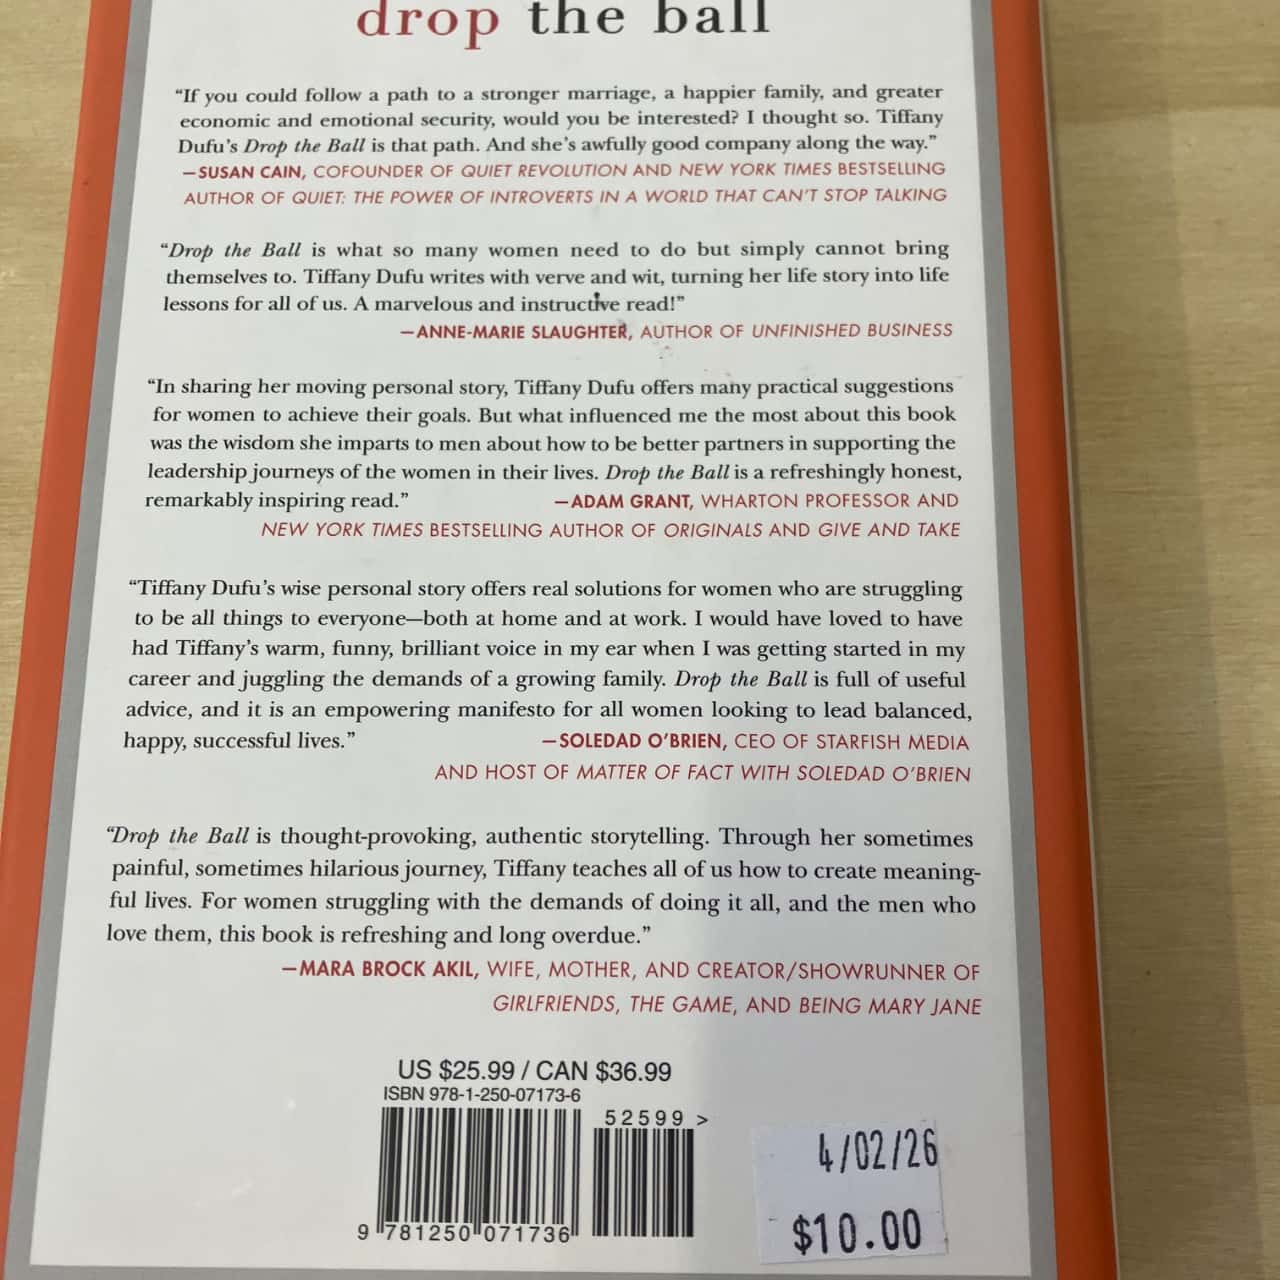 drop the ball
“If you could follow a path to a stronger marriage, a happier family, and greater
economic and emotional security, would you be interested? I thought so. Tiffany
Dufu’s Drop the Ball is that path. And she’s awfully good company along the way.”
—SUSAN CAIN, COFOUNDER OF QUIET REVOLUTION AND NEW YORK TIMES BESTSELLING
AUTHOR OF QUIET: THE POWER OF INTROVERTS IN A WORLD THAT CAN’T STOP TALKING
“Drop the Ball is what so many women need to do but simply cannot bring
themselves to. Tiffany Dufu writes with verve and wit, turning her life story into life
lessons for all of us. A marvelous and instructive read!”
—ANNE-MARIE SLAUGHTER, AUTHOR OF UNFINISHED BUSINESS
“In sharing her moving personal story, Tiffany Dufu offers many practical suggestions
for women to achieve their goals. But what influenced me the most about this book
was the wisdom she imparts to men about how to be better partners in supporting the
leadership journeys of the women in their lives. Drop the Ball is a refreshingly honest,
remarkably inspiring read.” —ADAM GRANT, WHARTON PROFESSOR AND
NEW YORK TIMES BESTSELLING AUTHOR OF ORIGINALS AND GIVE AND TAKE
“Tiffany Dufu’s wise personal story offers real solutions for women who are struggling
to be all things to everyone—both at home and at work. I would have loved to have
had Tiffany’s warm, funny, brilliant voice in my ear when I was getting started in my
career and juggling the demands of a growing family. Drop the Ball is full of useful
advice, and it is an empowering manifesto for all women looking to lead balanced,
happy, successful lives.” —SOLEDAD O’BRIEN, CEO OF STARFISH MEDIA
AND HOST OF MATTER OF FACT WITH SOLEDAD O’BRIEN
“Drop the Ball is thought-provoking, authentic storytelling. Through her sometimes
painful, sometimes hilarious journey, Tiffany teaches all of us how to create meaning-
ful lives. For women struggling with the demands of doing it all, and the men who
love them, this book is refreshing and long overdue.”
—MARA BROCK AKIL, WIFE, MOTHER, AND CREATOR/SHOWRUNNER OF
GIRLFRIENDS, THE GAME, AND BEING MARY JANE
US $25.99 / CAN $36.99
ISBN 978-1-250-07173-6
52599 >
9 781250 071736
4/02/26
$10.00